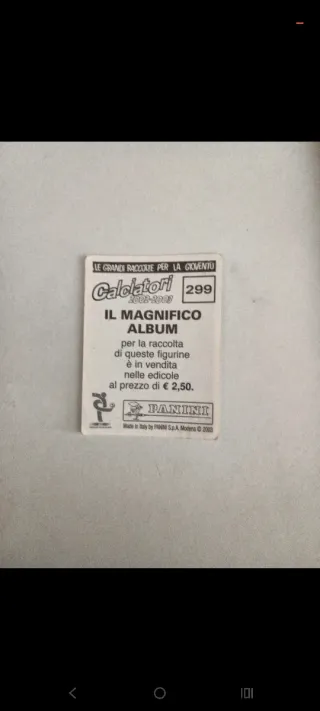 LE GRANDI RACCOLTE PER LA GIOVENTÙ
Calciatori
2002-2003
299
IL MAGNIFICO
ALBUM
per la raccolta
di queste figurine
è in vendita
nelle edicole
al prezzo di € 2,50.
PANINI
Made in Italy by PANINI S.p.A. Modena © 2003